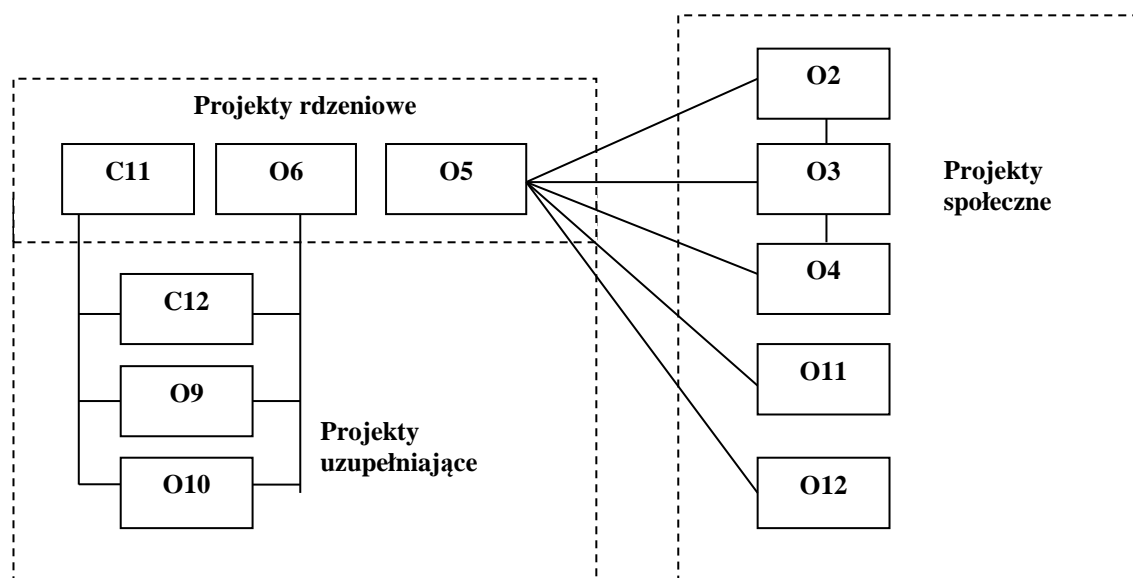 Projekty rdzeniowe
C11
O6
O5
C12
O9
O10
Projekty
uzupełniające
O2
O3
O4
O11
O12
Projekty
społeczne